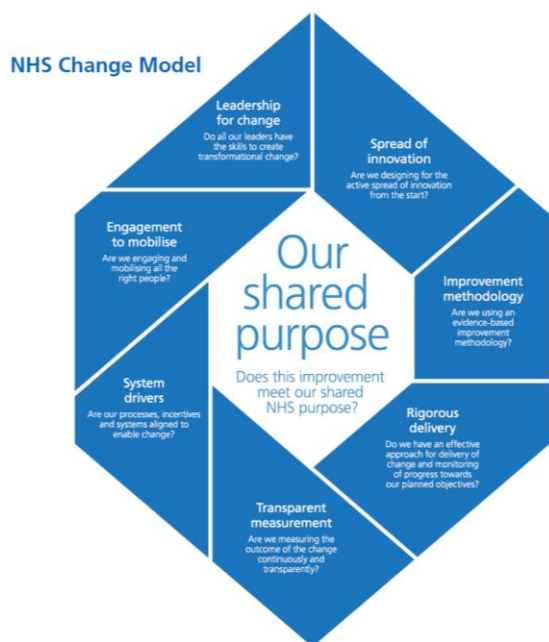 NHS Change Model
Leadership
for change
Do all our leaders have
the skills to create
transformational change?
Spread of
innovation
Are we designing for the
active spread of innovation
from the start?
Engagement
to mobilise
Are we engaging and
mobilising all the
right people?
Our
shared
purpose
Does this improvement
meet our shared
NHS purpose?
Improvement
methodology
Are we using an
evidence-based
improvement
methodology?
System
drivers
Are our processes, incentives
and systems aligned to
enable change?
Rigorous
delivery
Do we have an effective
approach for delivery of
change and monitoring
of progress towards
our planned objectives?
Transparent
measurement
Are we measuring the
outcome of the change
continuously and
transparently?